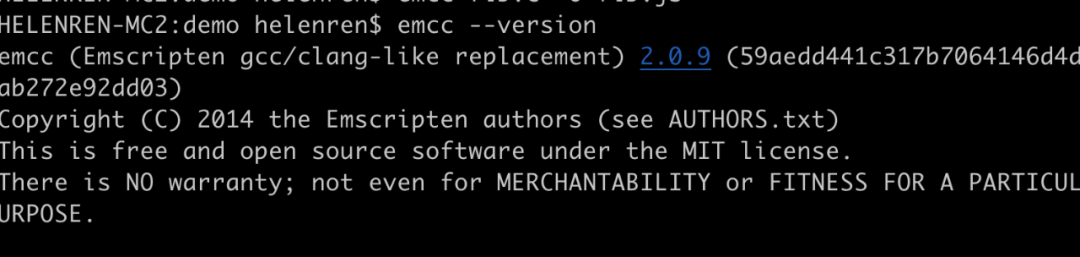 HELENREN-MC2:demo helenren$ emcc --version
emcc (Emscripten gcc/clang-like replacement) 2.0.9 (59aedd441c317b7064146d4d
ab272e92dd03)
Copyright (C) 2014 the Emscripten authors (see AUTHORS.txt)
This is free and open source software under the MIT license.
There is NO warranty; not even for MERCHANTABILITY or FITNESS FOR A PARTICUL
URPOSE.